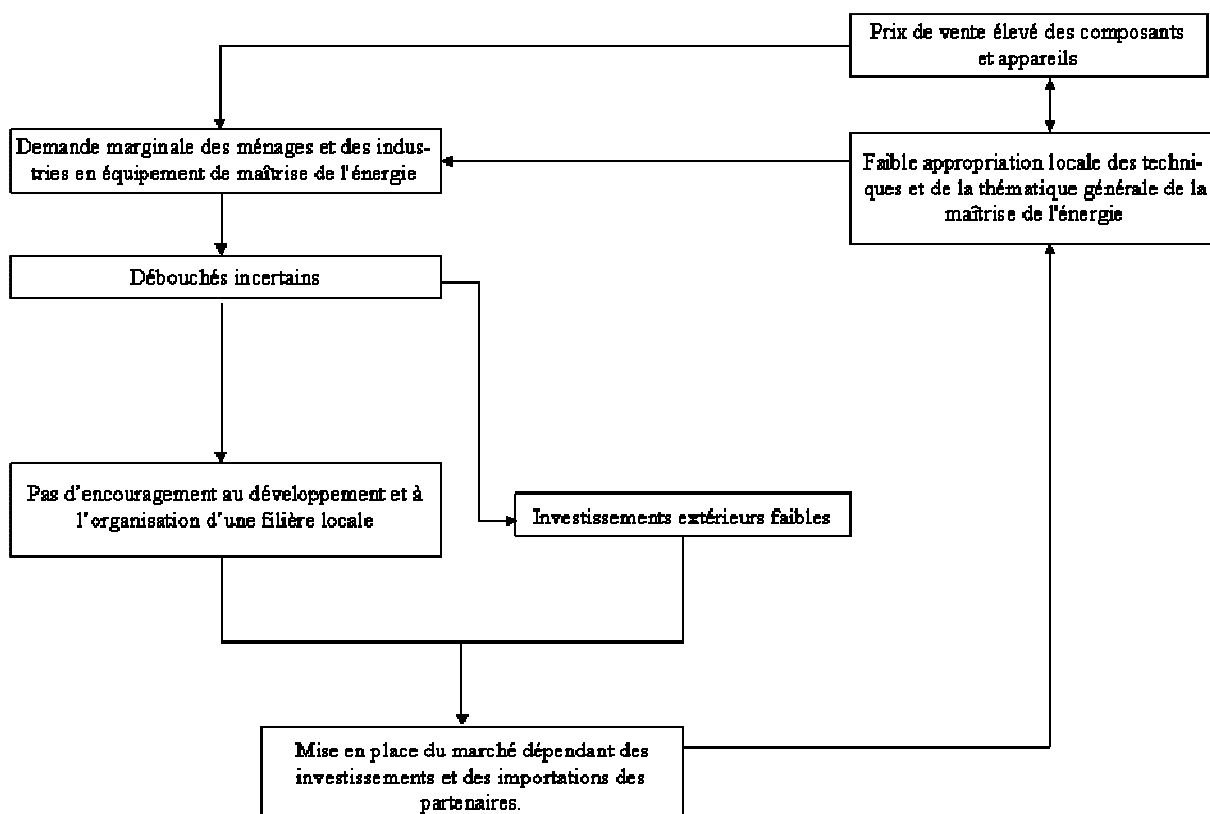 Prix de vente élevé des composants
et appareils
Demande marginale des ménages et des indus-
tries en équipement de maîtrise de l'énergie
Faible appropriation locale des techni-
ques et de la thématique générale de la
maîtrise de l'énergie
Débouchés incertains
Pas d'encouragement au développement et à
l'organisation d'une filière locale
Investissements extérieurs faibles
Mise en place du marché dépendant des
investissements et des importations des
partenaires.